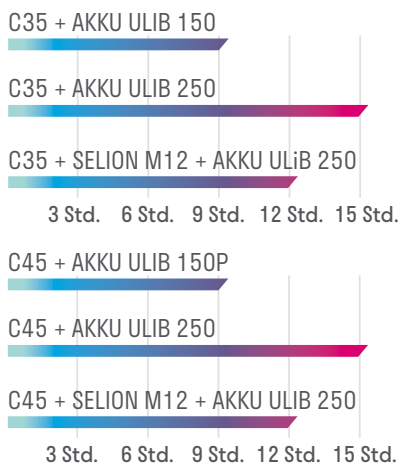 C35 + AKKU ULIB 150
C35 + AKKU ULIB 250
C35 + SELION M12 + AKKU ULiB 250
3 Std. 6 Std. 9 Std. 12 Std. 15 Std.
C45 + AKKU ULIB 150P
C45 + AKKU ULIB 250
C45 + SELION M12 + AKKU ULIB 250
3 Std. 6 Std. 9 Std. 12 Std. 15 Std.